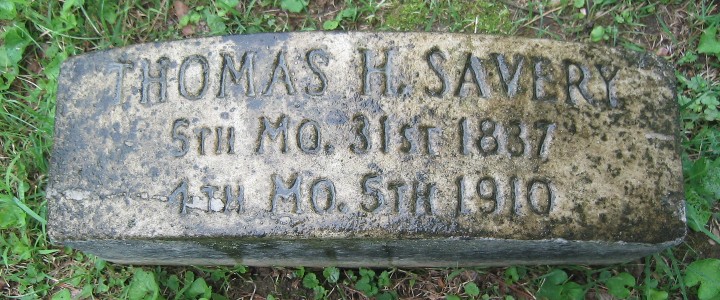 THOMAS H. SAVERY
5TH MO. 31ST 1837
4TH MO. 5TH 1910